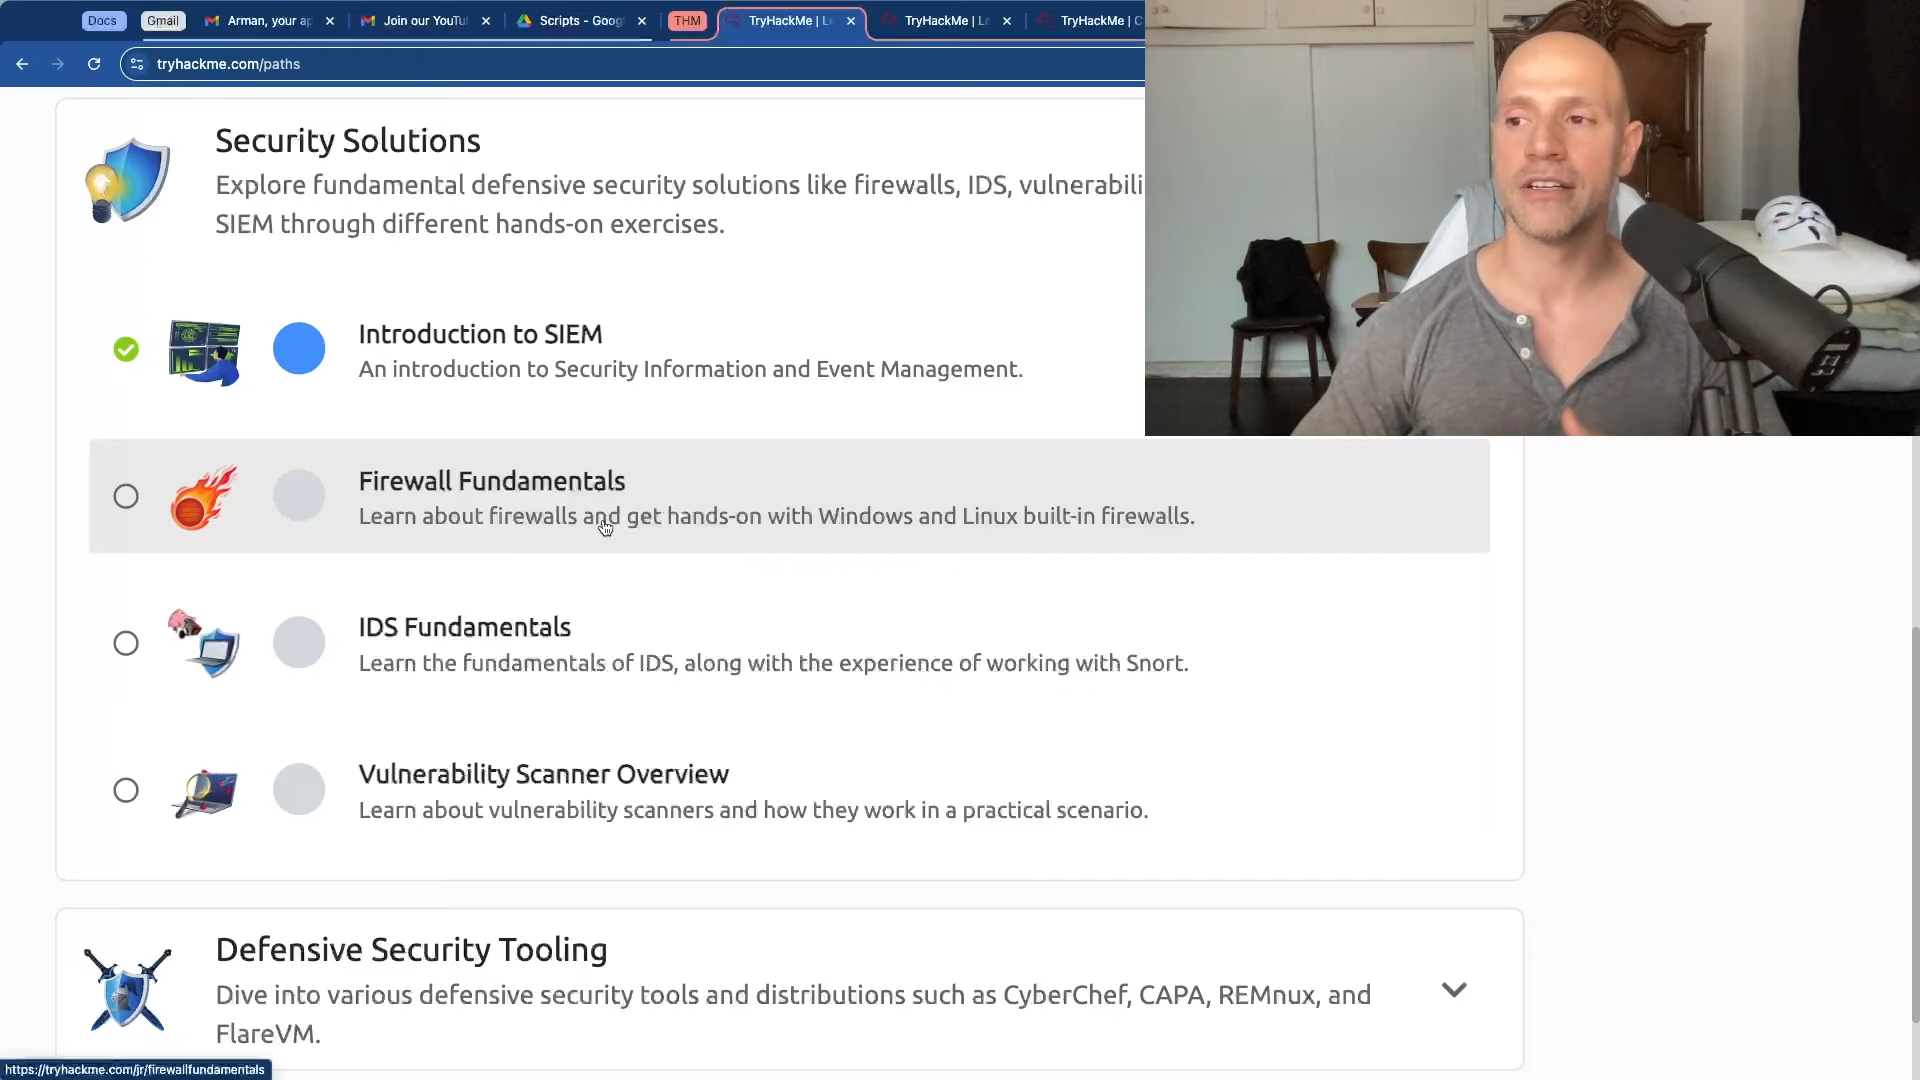 Docs
Gmail
Arman, your ap
Join our YouTu
Scripts - Goog
THM
TryHackMe | Le
TryHackMe | Le
TryHackMe | C
tryhackme.com/paths
Security Solutions
Explore fundamental defensive security solutions like firewalls, IDS, vulnerabili
SIEM through different hands-on exercises.
Introduction to SIEM
An introduction to Security Information and Event Management.
Firewall Fundamentals
Learn about firewalls and get hands-on with Windows and Linux built-in firewalls.
IDS Fundamentals
Learn the fundamentals of IDS, along with the experience of working with Snort.
Vulnerability Scanner Overview
Learn about vulnerability scanners and how they work in a practical scenario.
Defensive Security Tooling
Dive into various defensive security tools and distributions such as CyberChef, CAPA, REMnux, and
FlareVM.
https://tryhackme.com/jr/firewallfundamentals